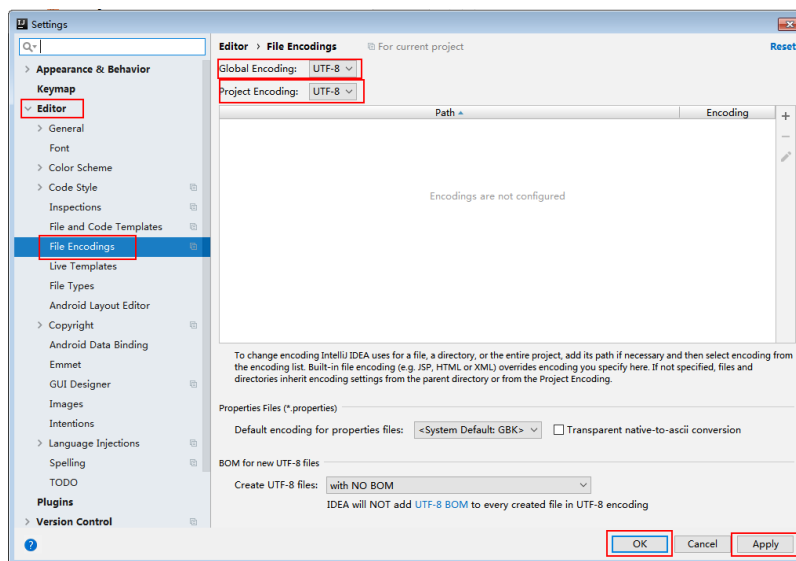 Settings
Appearance & Behavior
Keymap
Editor
General
Font
Color Scheme
Code Style
Inspections
File and Code Templates
File Encodings
Live Templates
File Types
Android Layout Editor
Copyright
Android Data Binding
Emmet
GUI Designer
Images
Intentions
Language Injections
Spelling
TODO
Plugins
Version Control
Editor > File Encodings For current project Reset
Global Encoding: UTF-8
Project Encoding: UTF-8
Path Encoding
Encodings are not configured
To change encoding IntelliJ IDEA uses for a file, a directory, or the entire project, add its path if necessary and then select encoding from
the encoding list. Built-in file encoding (e.g. JSP, HTML or XML) overrides encoding you specify here. If not specified, files and
directories inherit encoding settings from the parent directory or from the Project Encoding.
Properties Files (*.properties)
Default encoding for properties files: <System Default: GBK> Transparent native-to-ascii conversion
BOM for new UTF-8 files
Create UTF-8 files: with NO BOM
IDEA will NOT add UTF-8 BOM to every created file in UTF-8 encoding
? OK Cancel Apply